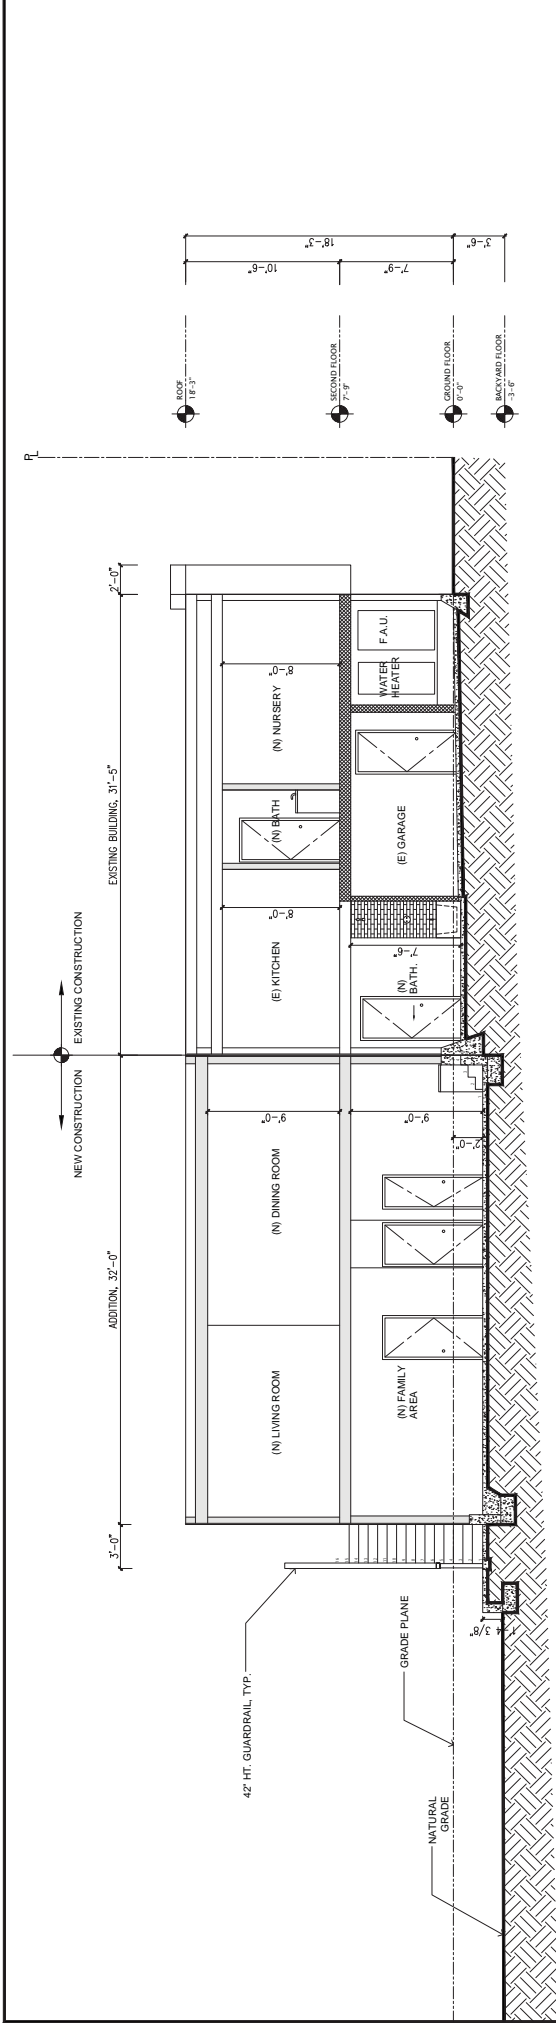 NEW CONSTRUCTION
EXISTING CONSTRUCTION
3'-0"
ADDITION, 32'-0"
EXISTING BUILDING, 31'-5"
2'-0"
PL
ROOF
18'-3"
SECOND FLOOR
7'-9"
GROUND FLOOR
0'-0"
BACKYARD FLOOR
-3'-6"
10'-6"
7'-9"
18'-3"
3'-6"
(N) LIVING ROOM
(N) DINING ROOM
9'-0"
(E) KITCHEN
8'-0"
(N) BATH
(N) NURSERY
8'-0"
42" HT. GUARDRAIL, TYP.
(N) FAMILY
AREA
9'-0"
2'-0"
(N)
BATH.
7'-6"
(E) GARAGE
WATER
HEATER
F.A.U.
GRADE PLANE
NATURAL
GRADE
1'-4 3/8"